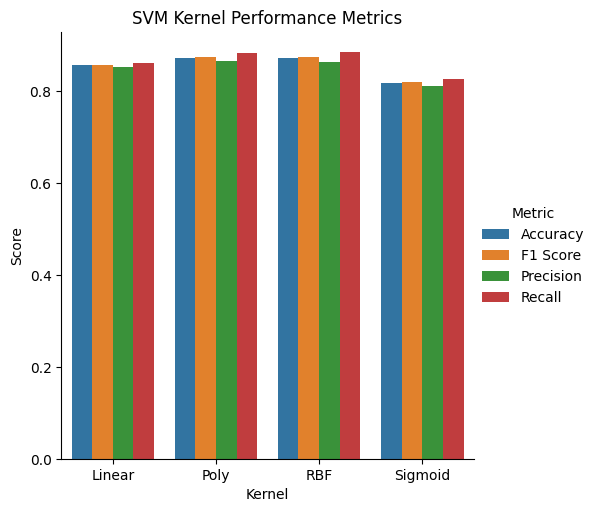 SVM Kernel Performance Metrics
0.8
0.6
0.4
0.2
0.0
Score
Linear
Poly
RBF
Sigmoid
Kernel
Metric
Accuracy
F1 Score
Precision
Recall